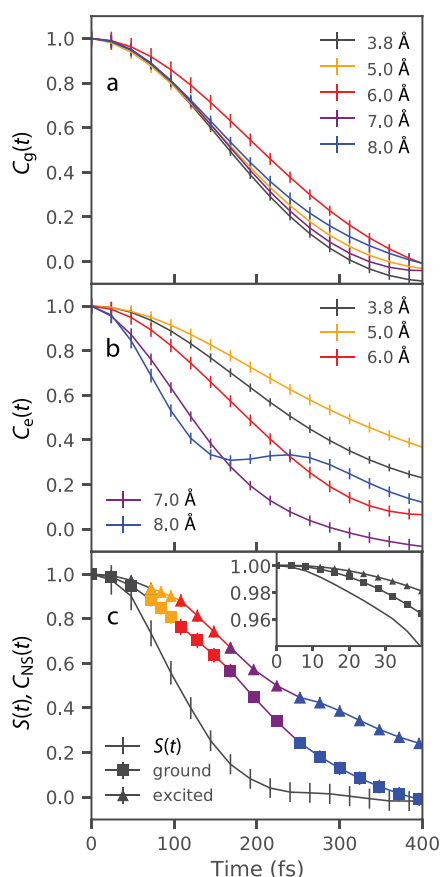 1.0
0.8
0.6
0.4
0.2
0.0
C_g(t)
a
3.8 Å
5.0 Å
6.0 Å
7.0 Å
8.0 Å
1.0
0.8
0.6
0.4
0.2
0.0
C_e(t)
b
3.8 Å
5.0 Å
6.0 Å
7.0 Å
8.0 Å
1.0
0.8
0.6
0.4
0.2
0.0
S(t), C_NS(t)
c
1.000
0.98
0.96
0 10 20 30
S(t)
ground
excited
0 100 200 300 400
Time (fs)